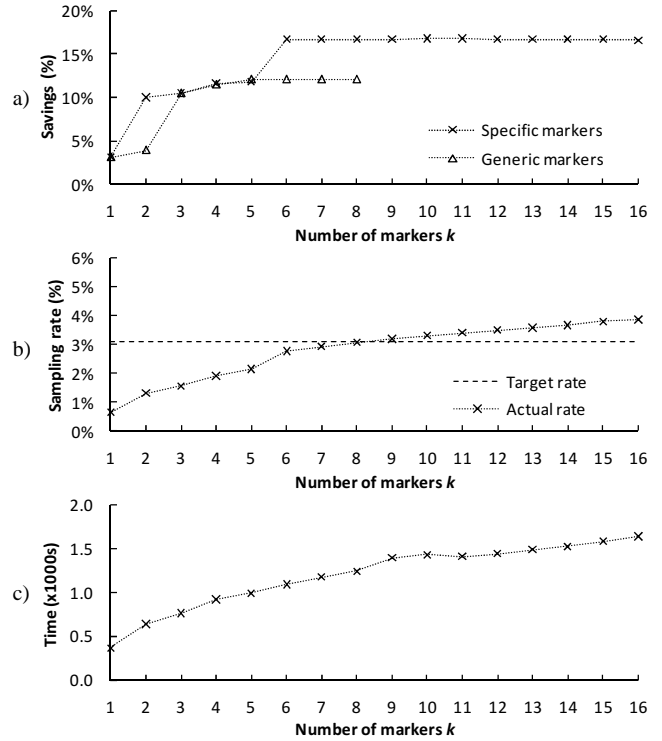 a)
Savings (%)
20%
15%
10%
5%
0%
Specific markers
Generic markers
1 2 3 4 5 6 7 8 9 10 11 12 13 14 15 16
Number of markers k
b)
Sampling rate (%)
6%
5%
4%
3%
2%
1%
0%
Target rate
Actual rate
1 2 3 4 5 6 7 8 9 10 11 12 13 14 15 16
Number of markers k
c)
Time (x1000s)
2.0
1.5
1.0
0.5
0.0
1 2 3 4 5 6 7 8 9 10 11 12 13 14 15 16
Number of markers k